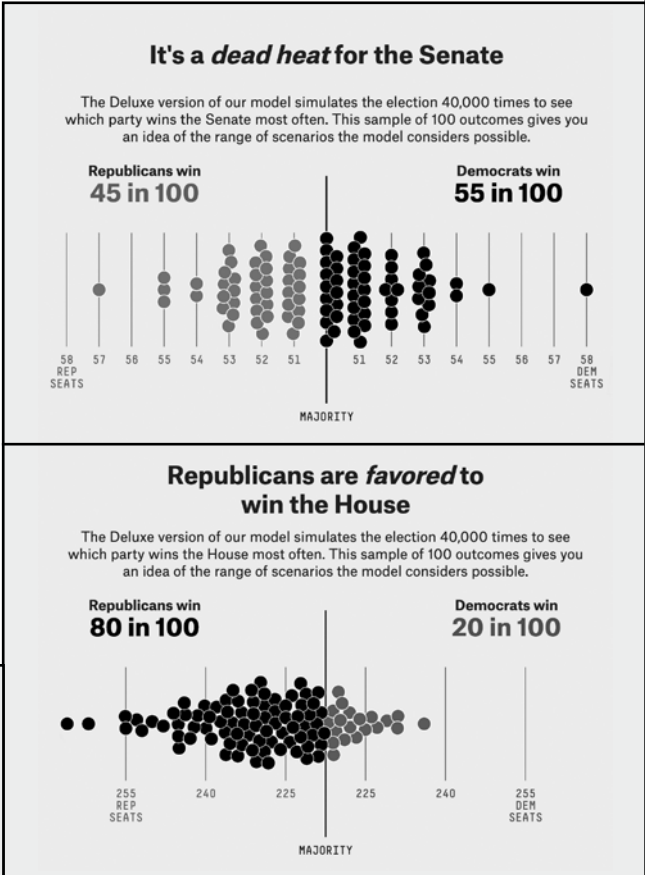 It's a dead heat for the Senate
The Deluxe version of our model simulates the election 40,000 times to see
which party wins the Senate most often. This sample of 100 outcomes gives you
an idea of the range of scenarios the model considers possible.
Republicans win
45 in 100
Democrats win
55 in 100
58 57 56 55 54 53 52 51 51 52 53 54 55 56 57 58
REP DEM
SEATS SEATS
MAJORITY
Republicans are favored to
win the House
The Deluxe version of our model simulates the election 40,000 times to see
which party wins the House most often. This sample of 100 outcomes gives you
an idea of the range of scenarios the model considers possible.
Republicans win
80 in 100
Democrats win
20 in 100
255 240 225 225 240 255
REP DEM
SEATS SEATS
MAJORITY